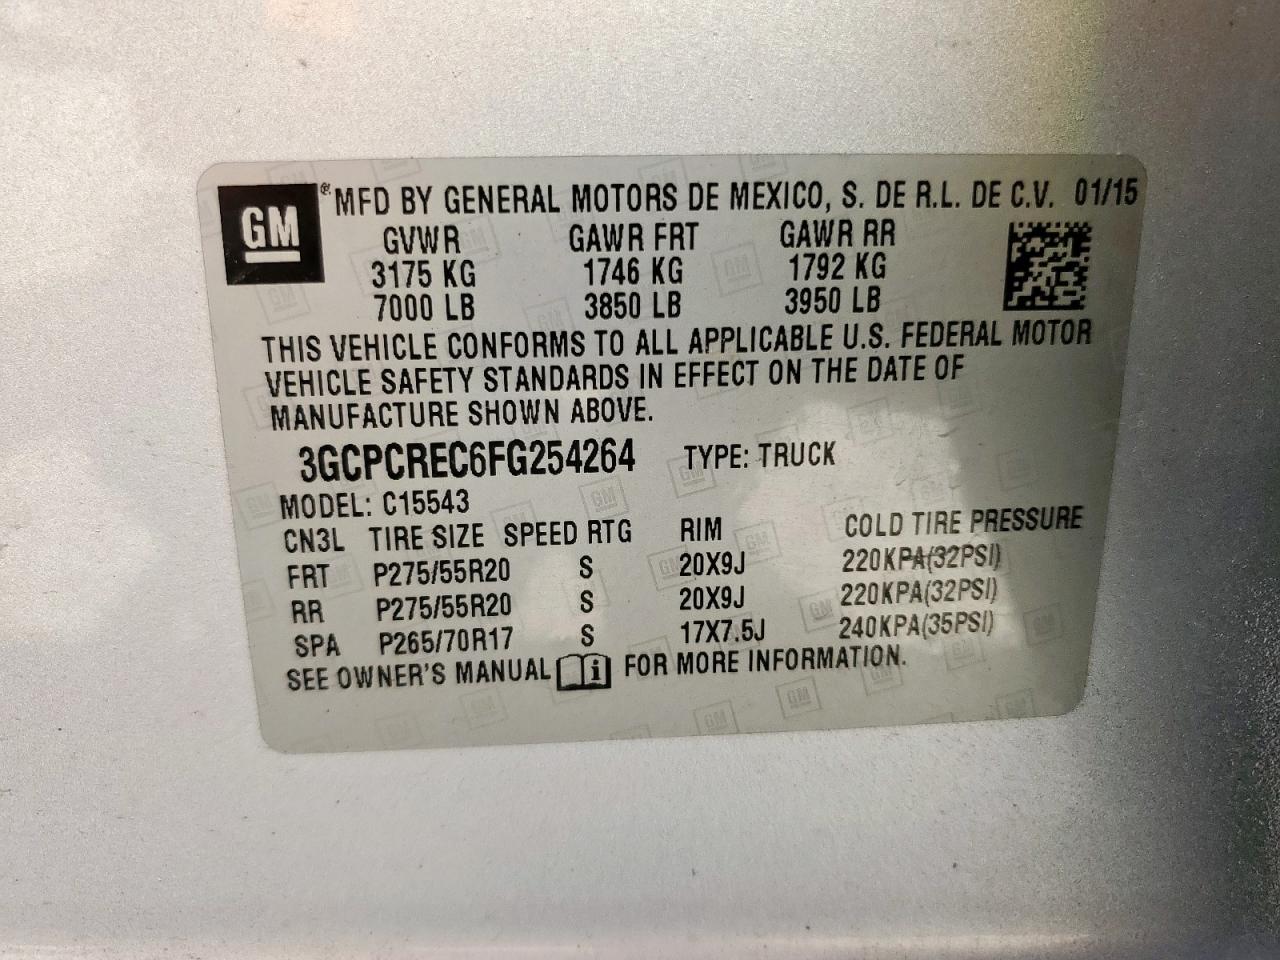 GM ® MFD BY GENERAL MOTORS DE MEXICO, S. DE R.L. DE C.V. 01/15
GVWR GAWR FRT GAWR RR
3175 KG 1746 KG 1792 KG
7000 LB 3850 LB 3950 LB
THIS VEHICLE CONFORMS TO ALL APPLICABLE U.S. FEDERAL MOTOR
VEHICLE SAFETY STANDARDS IN EFFECT ON THE DATE OF
MANUFACTURE SHOWN ABOVE.
3GCPCREC6FG254264 TYPE: TRUCK
MODEL: C15543
CN3L TIRE SIZE SPEED RTG RIM COLD TIRE PRESSURE
FRT P275/55R20 S 20X9J 220KPA(32PSI)
RR P275/55R20 S 20X9J 220KPA(32PSI)
SPA P265/70R17 S 17X7.5J 240KPA(35PSI)
SEE OWNER'S MANUAL i FOR MORE INFORMATION.